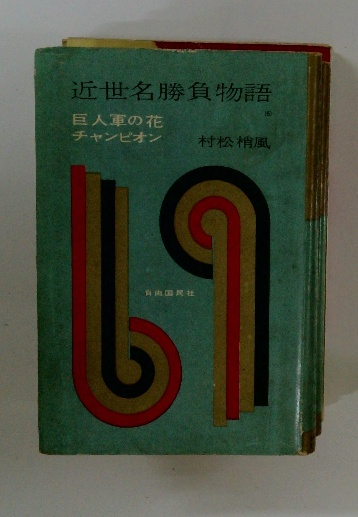 近世名勝負物語
巨人軍の花
チャンピオン
村松梢風
自由国民社